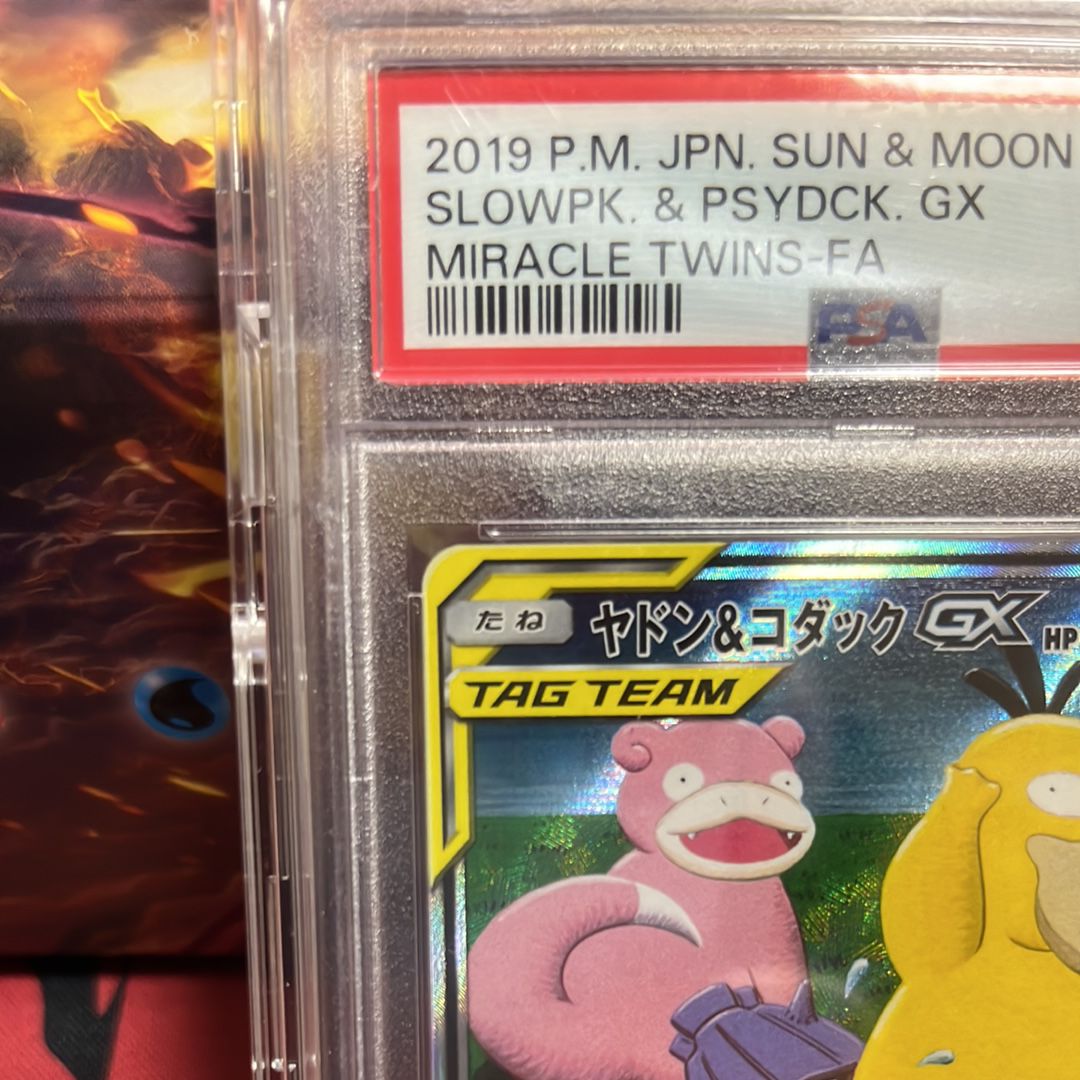 2019 P.M. JPN. SUN & MOON
SLOWPK. & PSYDCK. GX
MIRACLE TWINS-FA
PSA
たね ヤドン&コダックGX HP
TAG TEAM